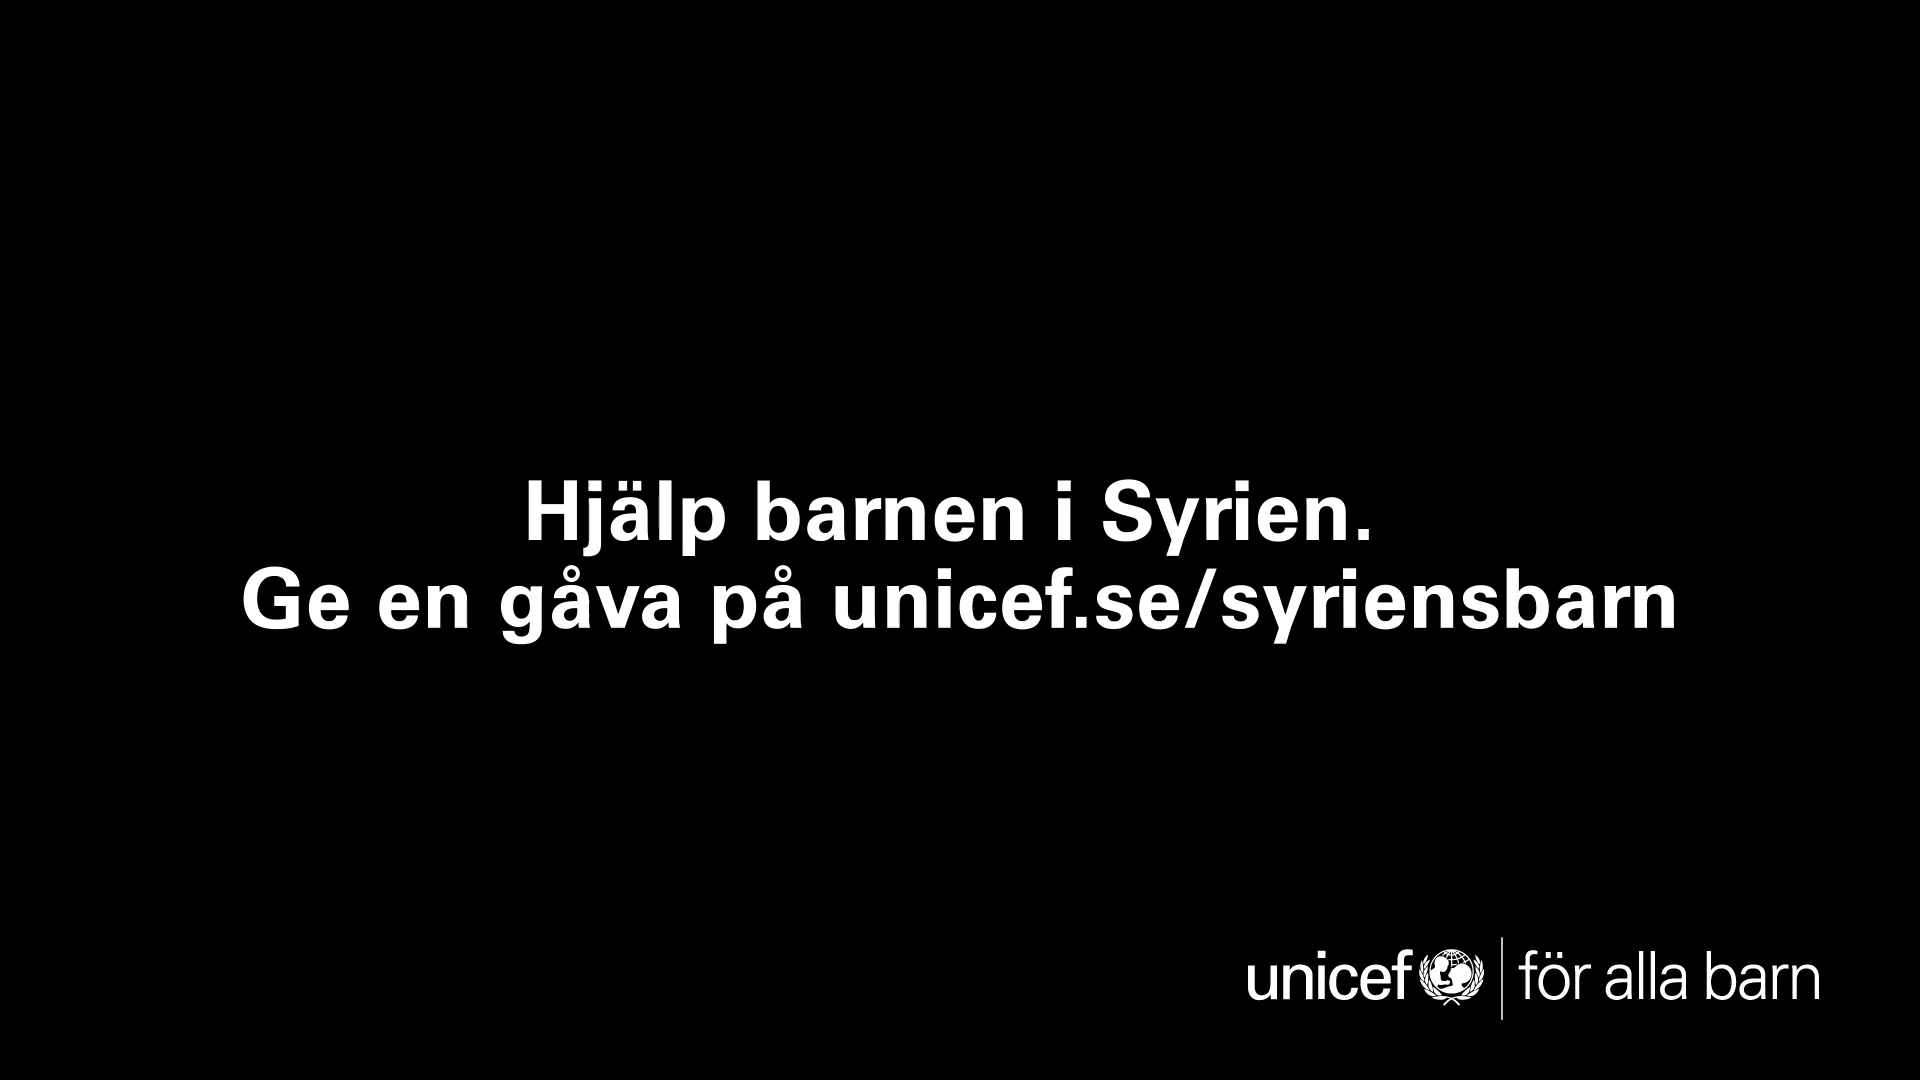 Hjälp barnen i Syrien.
Ge en gåva på unicef.se/syriensbarn
unicef | för alla barn